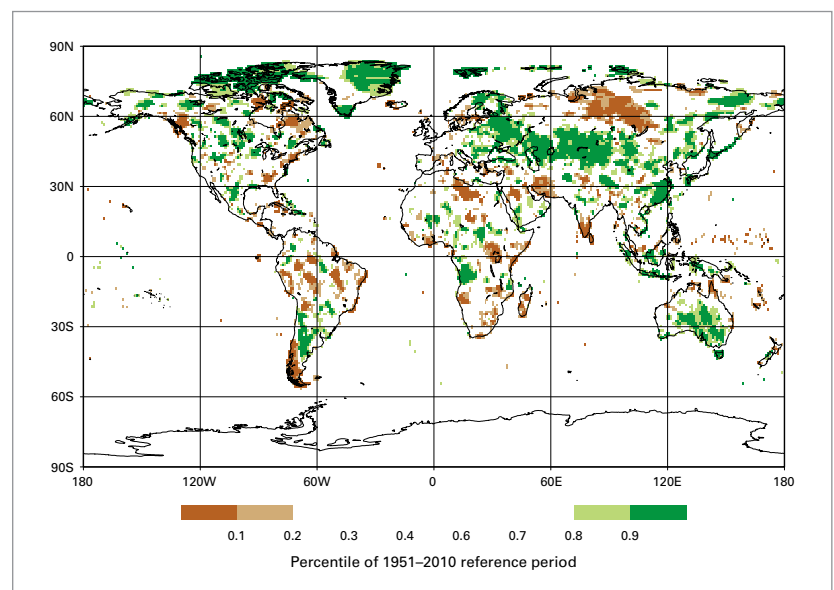 90N
60N
30N
0
30S
60S
90S
180 120W 60W 0 60E 120E 180
0.1 0.2 0.3 0.4 0.6 0.7 0.8 0.9
Percentile of 1951–2010 reference period